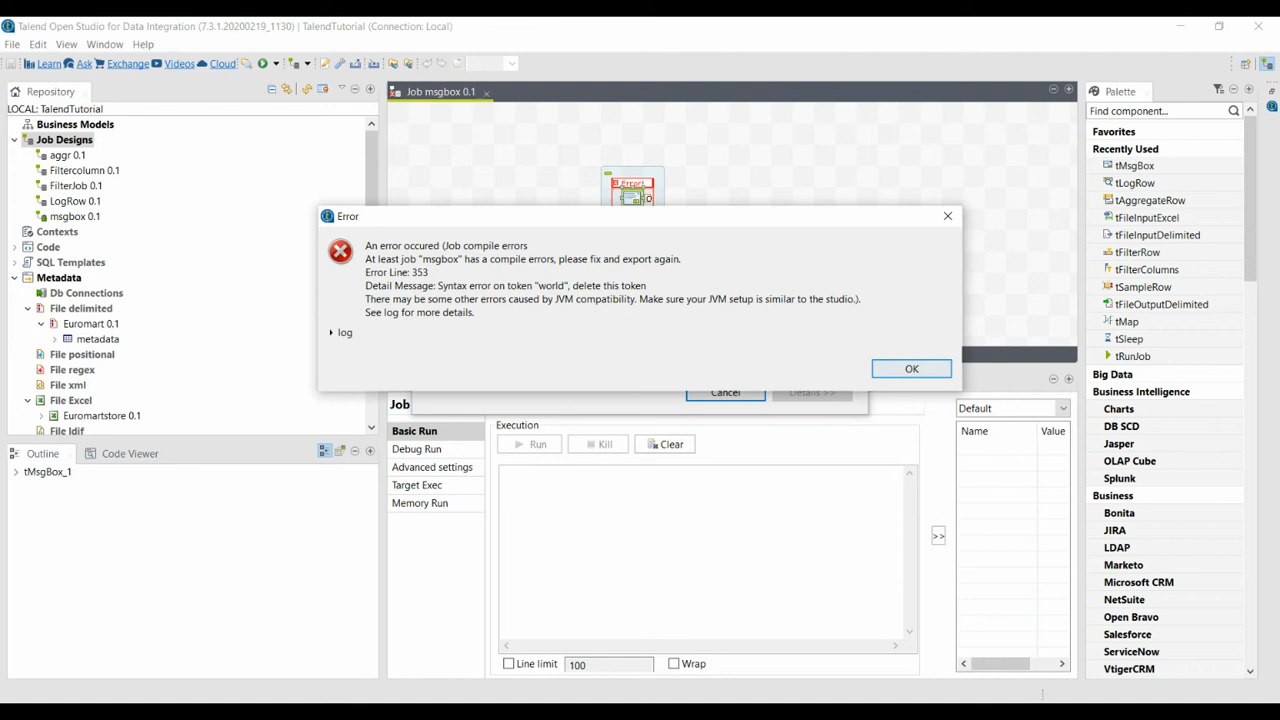 Talend Open Studio for Data Integration (7.3.1.20200219_1130) | TalendTutorial (Connection: Local)
File Edit View Window Help
Learn Ask Exchange Videos Cloud
Repository
LOCAL: TalendTutorial
Business Models
Job Designs
aggr 0.1
Filtercolumn 0.1
FilterJob 0.1
LogRow 0.1
msgbox 0.1
Contexts
Code
SQL Templates
Metadata
Db Connections
File delimited
Euromart 0.1
metadata
File positional
File regex
File xml
File Excel
Euromartstore 0.1
File ldif
Outline
Code Viewer
tMsgBox_1
Job msgbox 0.1
Error!
Error
An error occured (Job compile errors
At least job "msgbox" has a compile errors, please fix and export again.
Error Line: 353
Detail Message: Syntax error on token "world", delete this token
There may be some other errors caused by JVM compatibility. Make sure your JVM setup is similar to the studio.).
See log for more details.
log
OK
Cancel
Details >>
Job
Basic Run
Debug Run
Advanced settings
Target Exec
Memory Run
Execution
Run
Kill
Clear
Line limit
100
Wrap
>>
Default
Name
Value
Palette
Find component...
Favorites
Recently Used
tMsgBox
tLogRow
tAggregateRow
tFileInputExcel
tFileInputDelimited
tFilterRow
tFilterColumns
tSampleRow
tFileOutputDelimited
tMap
tSleep
tRunJob
Big Data
Business Intelligence
Charts
DB SCD
Jasper
OLAP Cube
Splunk
Business
Bonita
JIRA
LDAP
Marketo
Microsoft CRM
NetSuite
Open Bravo
Salesforce
ServiceNow
VtigerCRM